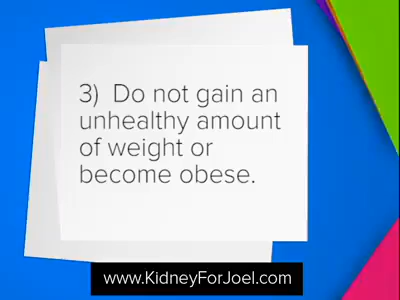 3)  Do not gain an
unhealthy amount
of weight or
become obese.
www.KidneyForJoel.com